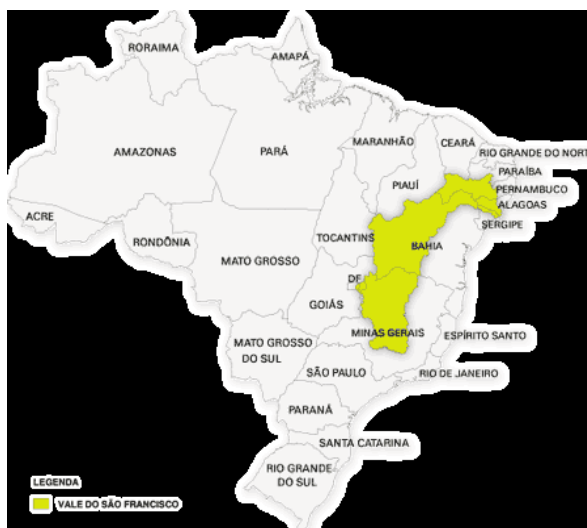 RORAIMA
AMAPÁ
AMAZONAS
PARÁ
MARANHÃO
CEARÁ
RIO GRANDE DO NORT
PARAÍBA
PIAUÍ
PERNAMBUCO
ALAGOAS
SERGIPE
ACRE
RONDÔNIA
TOCANTINS
BAHIA
MATO GROSSO
DF
GOIÁS
MINAS GERAIS
ESPÍRITO SANTO
MATO GROSSO
DO SUL
SÃO PAULO
RIO DE JANEIRO
PARANÁ
SANTA CATARINA
RIO GRANDE
DO SUL
LEGENDA
VALE DO SÃO FRANCISCO